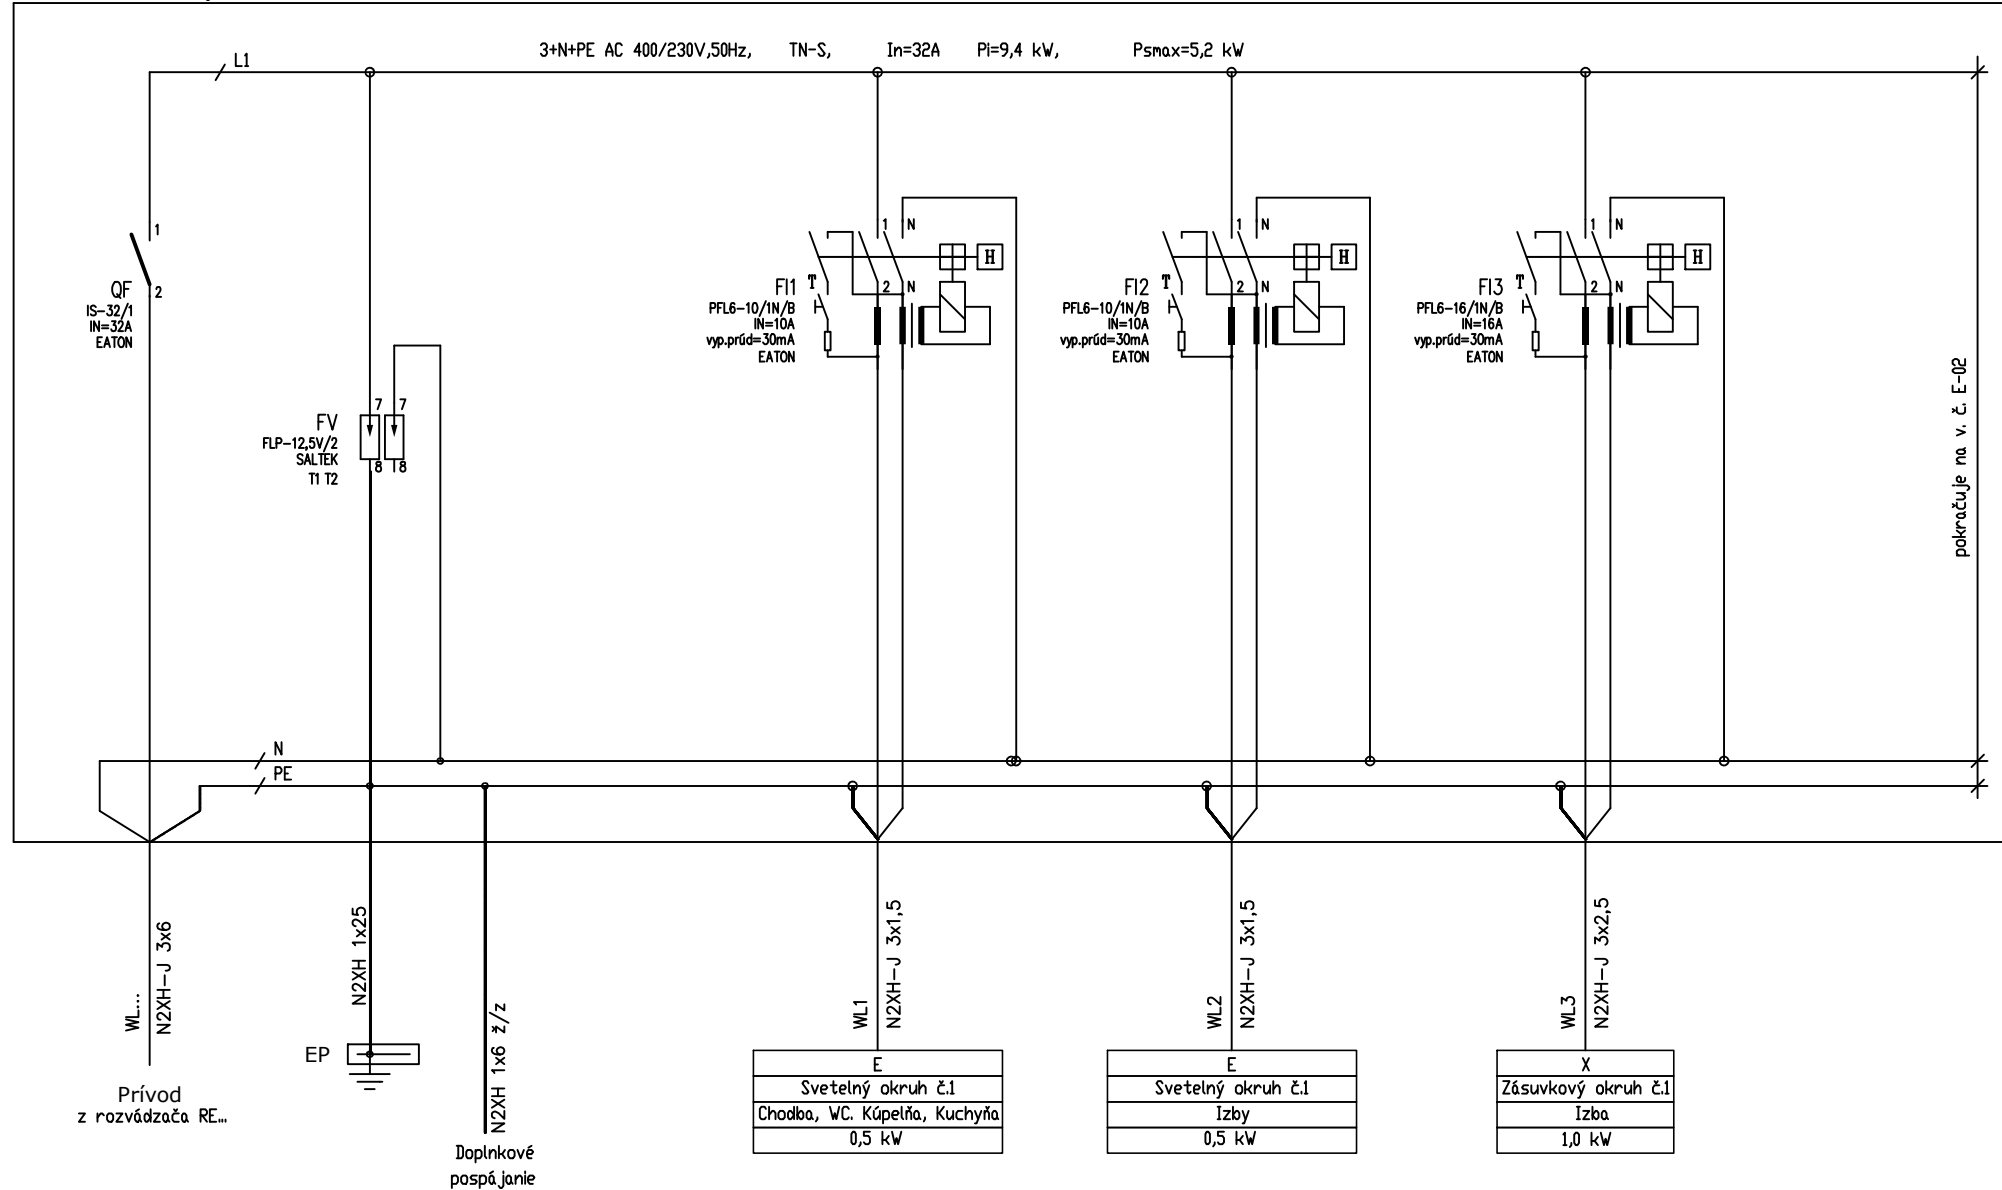 3+N+PE AC 400/230V,50Hz, TN-S, In=32A Pi=9,4 kW, Psmax=5,2 kW
L1
1
2
QF
IS-32/1
IN=32A
EATON
7 7
FV
FLP-12,5V/2
SALTEK
T1 T2
8 8
1 N
H
T
FI1
2 N
PFL6-10/1N/B
IN=10A
vyp.prúd=30mA
EATON
1 N
H
T
FI2
2 N
PFL6-10/1N/B
IN=10A
vyp.prúd=30mA
EATON
1 N
H
T
FI3
2 N
PFL6-16/1N/B
IN=16A
vyp.prúd=30mA
EATON
pokračuje na v. č. E-02
N
PE
WL...
N2XH-J 3x6
Prívod
z rozvádzača RE...
N2XH 1x25
EP
N2XH 1x6 ž/z
Doplnkové
pospájanie
WL1
N2XH-J 3x1,5
E
Svetelný okruh č.1
Chodba, WC. Kúpelňa, Kuchyňa
0,5 kW
WL2
N2XH-J 3x1,5
E
Svetelný okruh č.1
Izby
0,5 kW
WL3
N2XH-J 3x2,5
X
Zásuvkový okruh č.1
Izba
1,0 kW